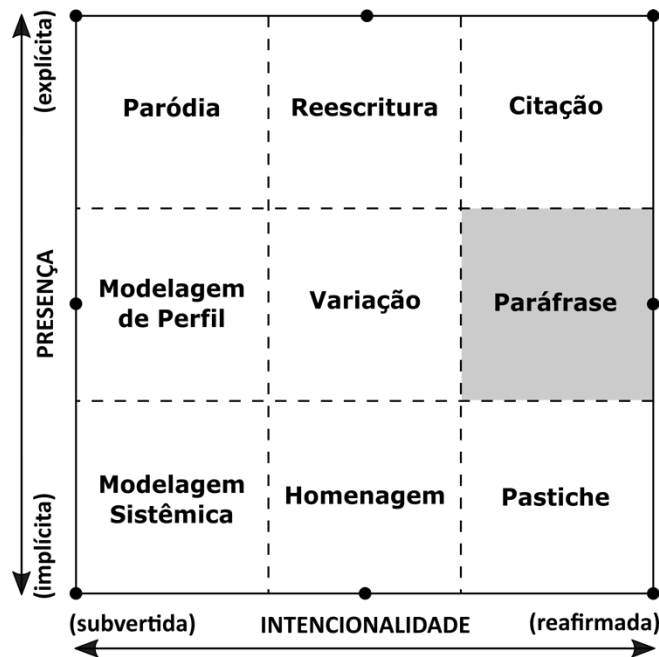 (explícita)
Paródia
Reescritura
Citação
PRESENÇA
Modelagem
de Perfil
Variação
Paráfrase
Modelagem
Sistêmica
Homenagem
Pastiche
(implícita)
(subvertida)
INTENCIONALIDADE
(reafirmada)